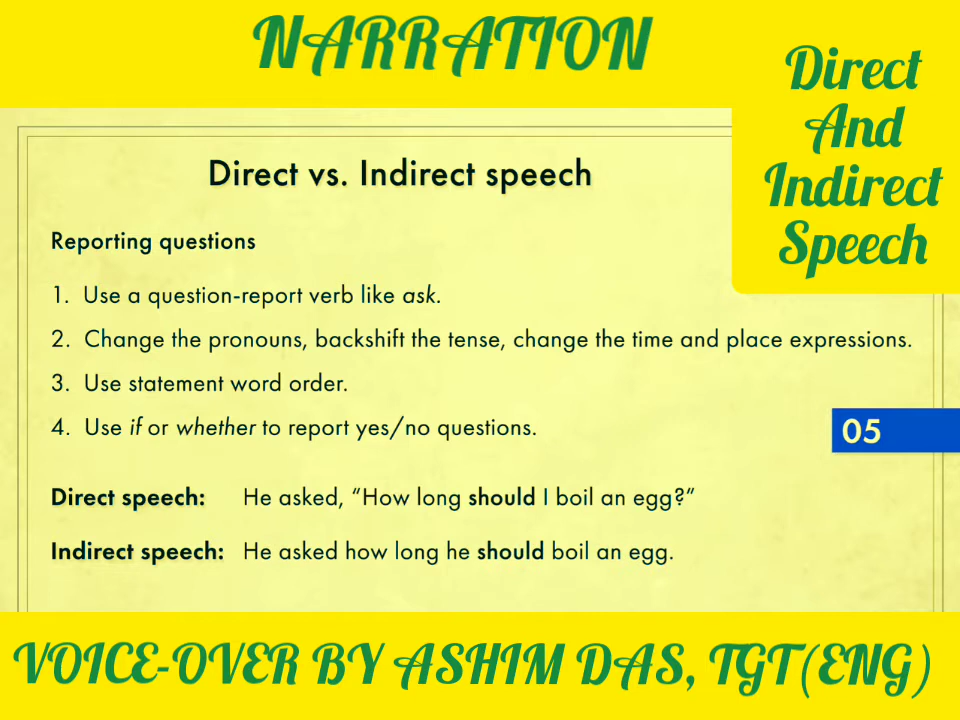 NARRATION
Direct
And
Indirect
Speech
Direct vs. Indirect speech
Reporting questions
1. Use a question-report verb like ask.
2. Change the pronouns, backshift the tense, change the time and place expressions.
3. Use statement word order.
4. Use if or whether to report yes/no questions.
05
Direct speech: He asked, “How long should I boil an egg?”
Indirect speech: He asked how long he should boil an egg.
VOICE-OVER BY ASHIM DAS, TGT(ENG)